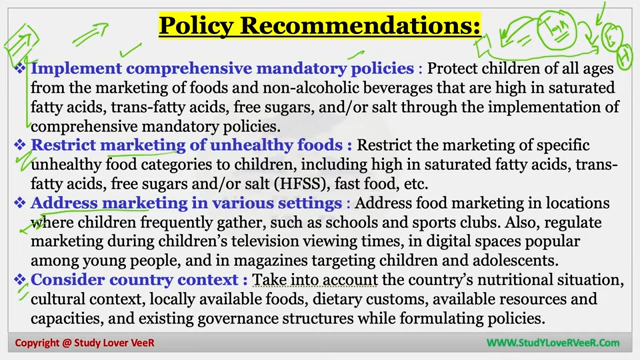 Policy Recommendations:
❖ Implement comprehensive mandatory policies : Protect children of all ages
from the marketing of foods and non-alcoholic beverages that are high in saturated
fatty acids, trans-fatty acids, free sugars, and/or salt through the implementation of
comprehensive mandatory policies.
❖ Restrict marketing of unhealthy foods : Restrict the marketing of specific
unhealthy food categories to children, including high in saturated fatty acids, trans-
fatty acids, free sugars and/or salt (HFSS), fast food, etc.
❖ Address marketing in various settings : Address food marketing in locations
where children frequently gather, such as schools and sports clubs. Also, regulate
marketing during children's television viewing times, in digital spaces popular
among young people, and in magazines targeting children and adolescents.
❖ Consider country context : Take into account the country's nutritional situation,
cultural context, locally available foods, dietary customs, available resources and
capacities, and existing governance structures while formulating policies.
Copyright @ Study Lover VeeR
WWW.StudyLoveRVeeR.Com